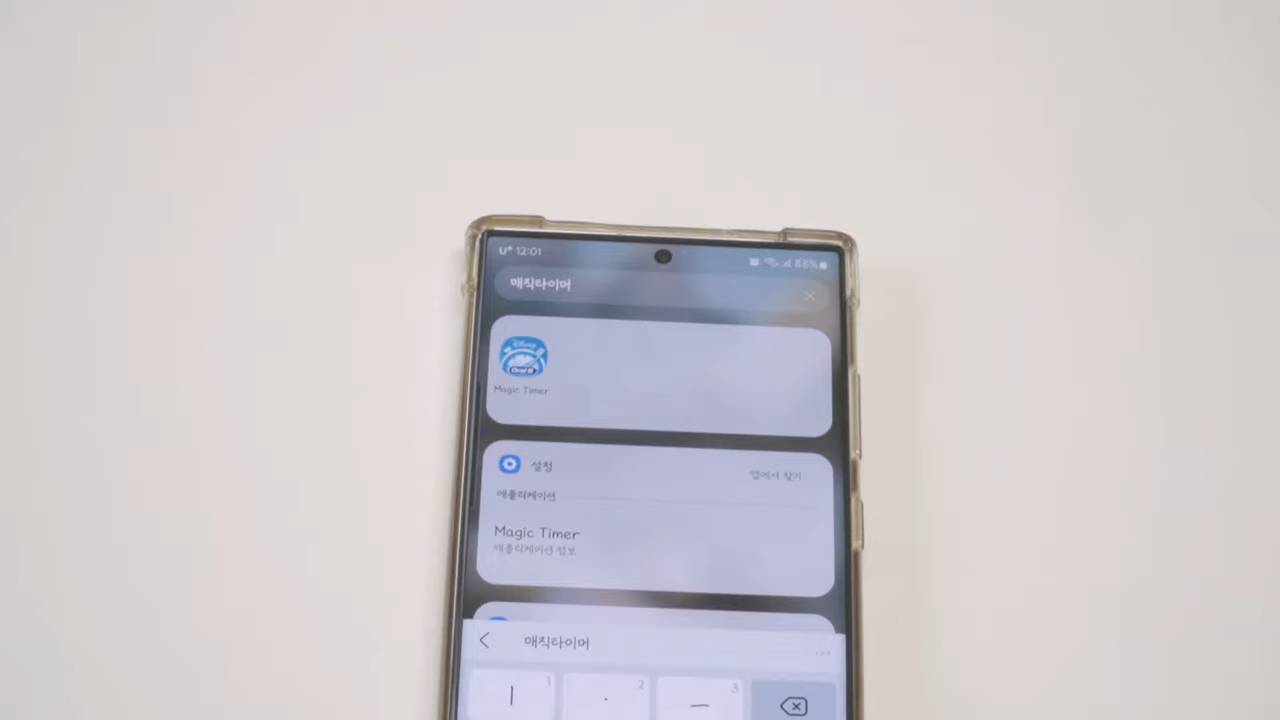 U+ 12:01 88%
매직타이머
Disney
Oral B
Magic Timer
설정 앱에서 찾기
애플리케이션
Magic Timer
애플리케이션 정보
매직타이머 ...
ㅣ 1 · 2 ㅡ 3